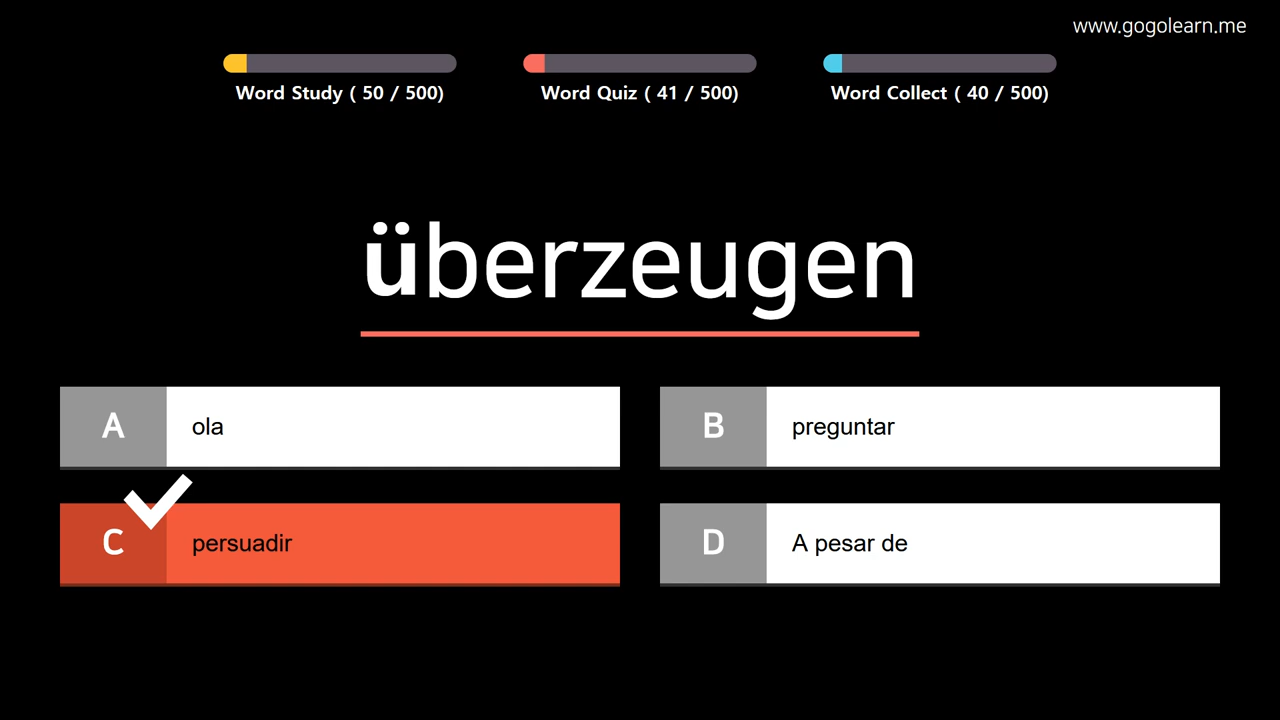 www.gogolearn.me
Word Study ( 50 / 500)
Word Quiz ( 41 / 500)
Word Collect ( 40 / 500)
überzeugen
A ola
B preguntar
C persuadir
D A pesar de